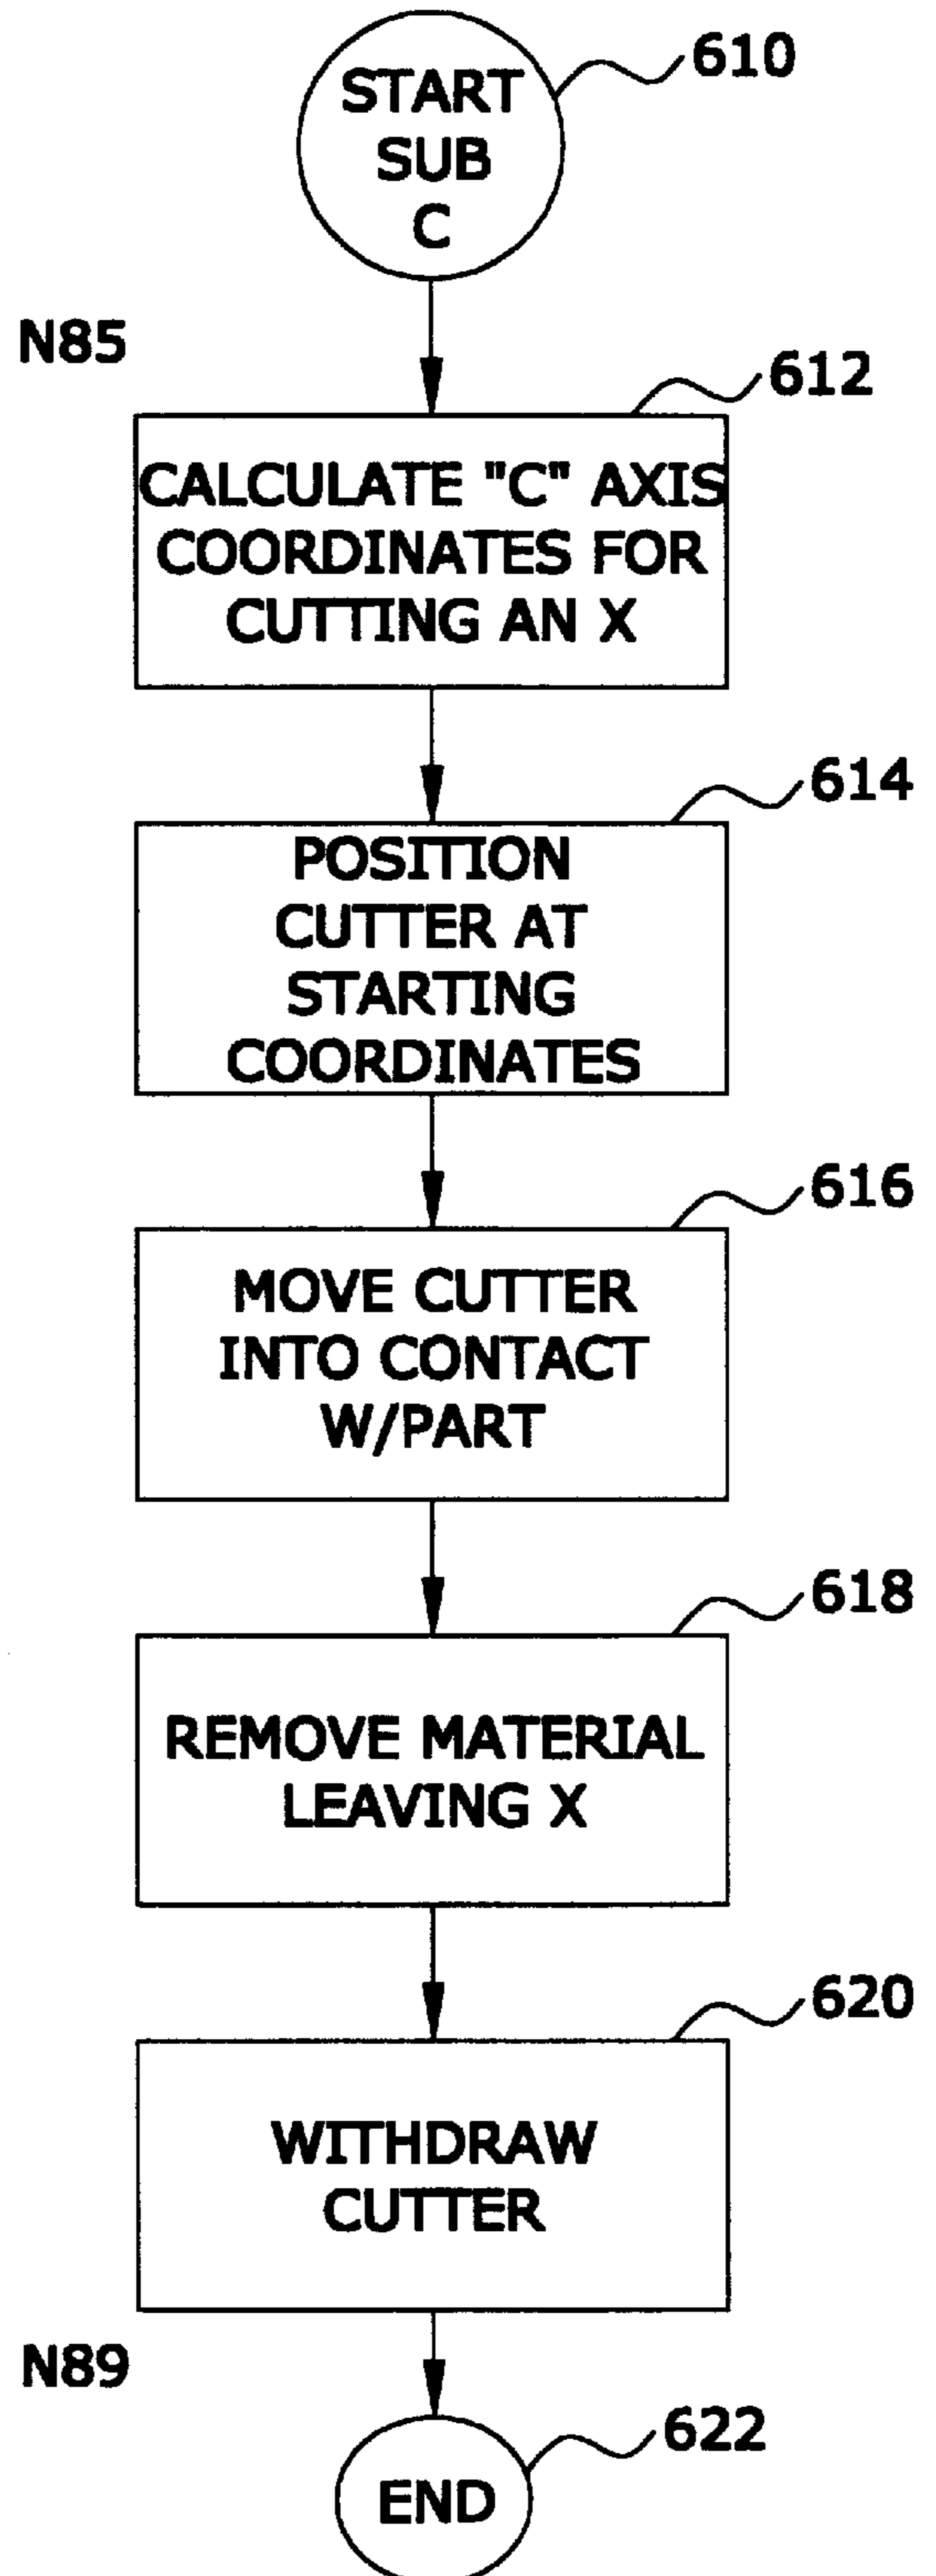 START
SUB
C
610
N85
612
CALCULATE "C" AXIS
COORDINATES FOR
CUTTING AN X
614
POSITION
CUTTER AT
STARTING
COORDINATES
616
MOVE CUTTER
INTO CONTACT
W/PART
618
REMOVE MATERIAL
LEAVING X
620
WITHDRAW
CUTTER
N89
622
END